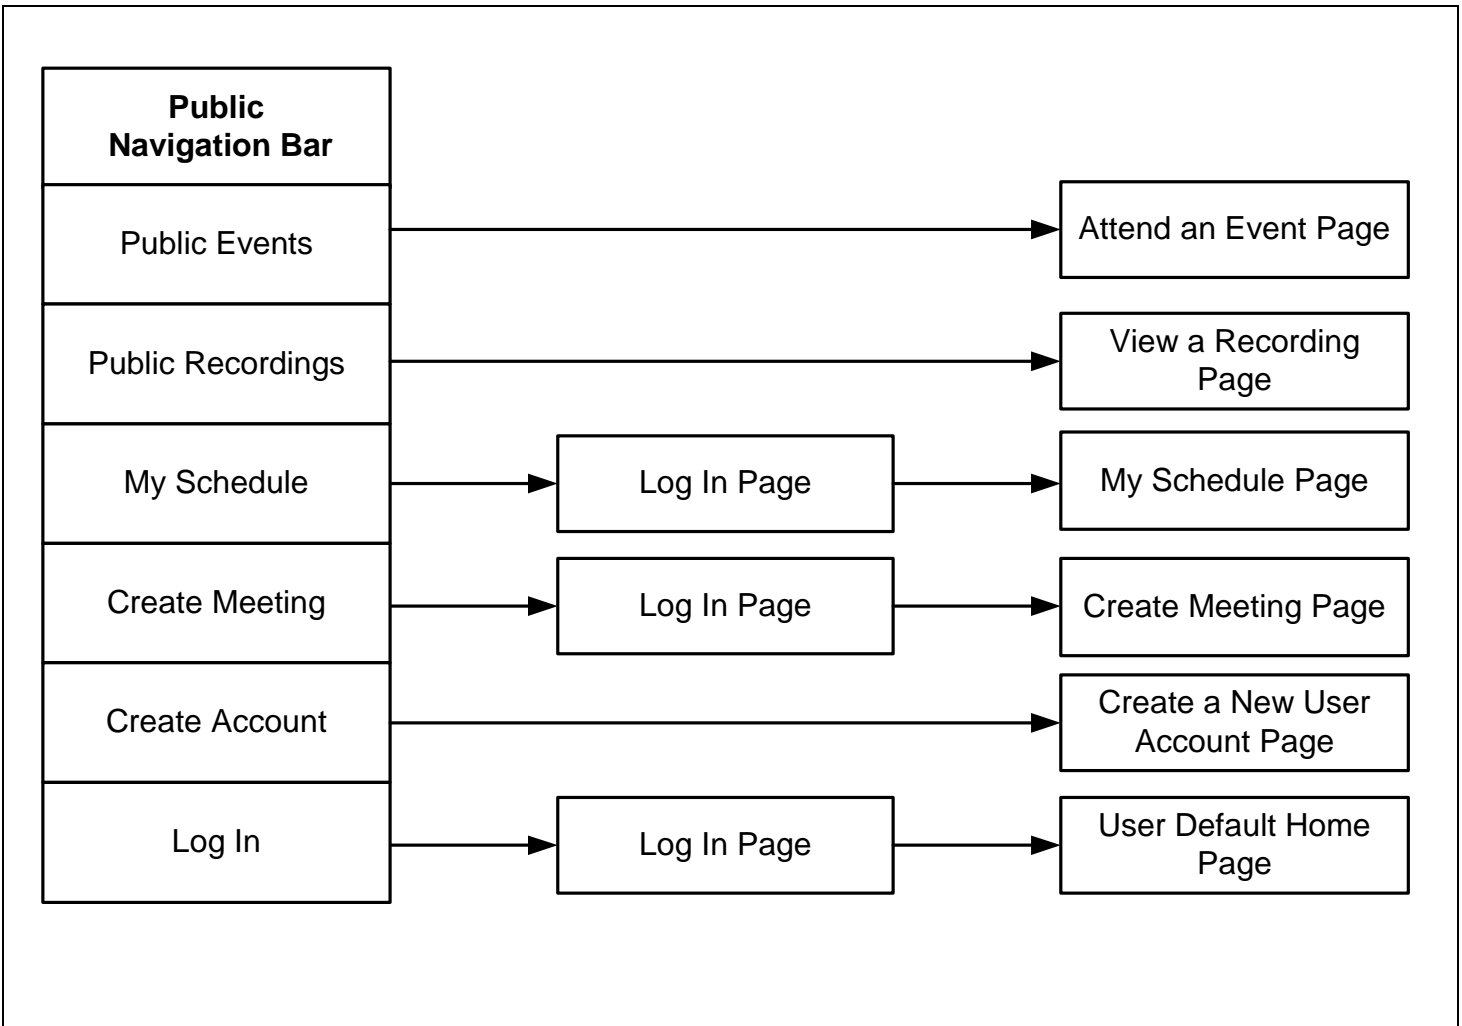 Public
Navigation Bar
Public Events
Attend an Event Page
Public Recordings
View a Recording
Page
My Schedule
Log In Page
My Schedule Page
Create Meeting
Log In Page
Create Meeting Page
Create Account
Create a New User
Account Page
Log In
Log In Page
User Default Home
Page